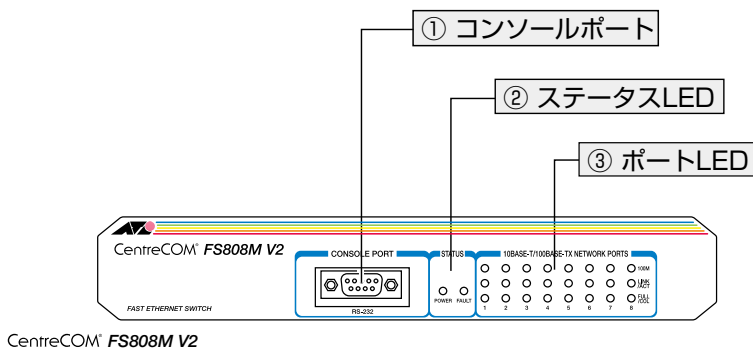 ① コンソールポート
② ステータスLED
③ ポートLED
CentreCOM® FS808M V2
CONSOLE PORT
STATUS
10BASE-T/100BASE-TX NETWORK PORTS
100M
LINK /ACT
FULL /COL
POWER FAULT
1 2 3 4 5 6 7 8
RS-232
FAST ETHERNET SWITCH
CentreCOM® FS808M V2